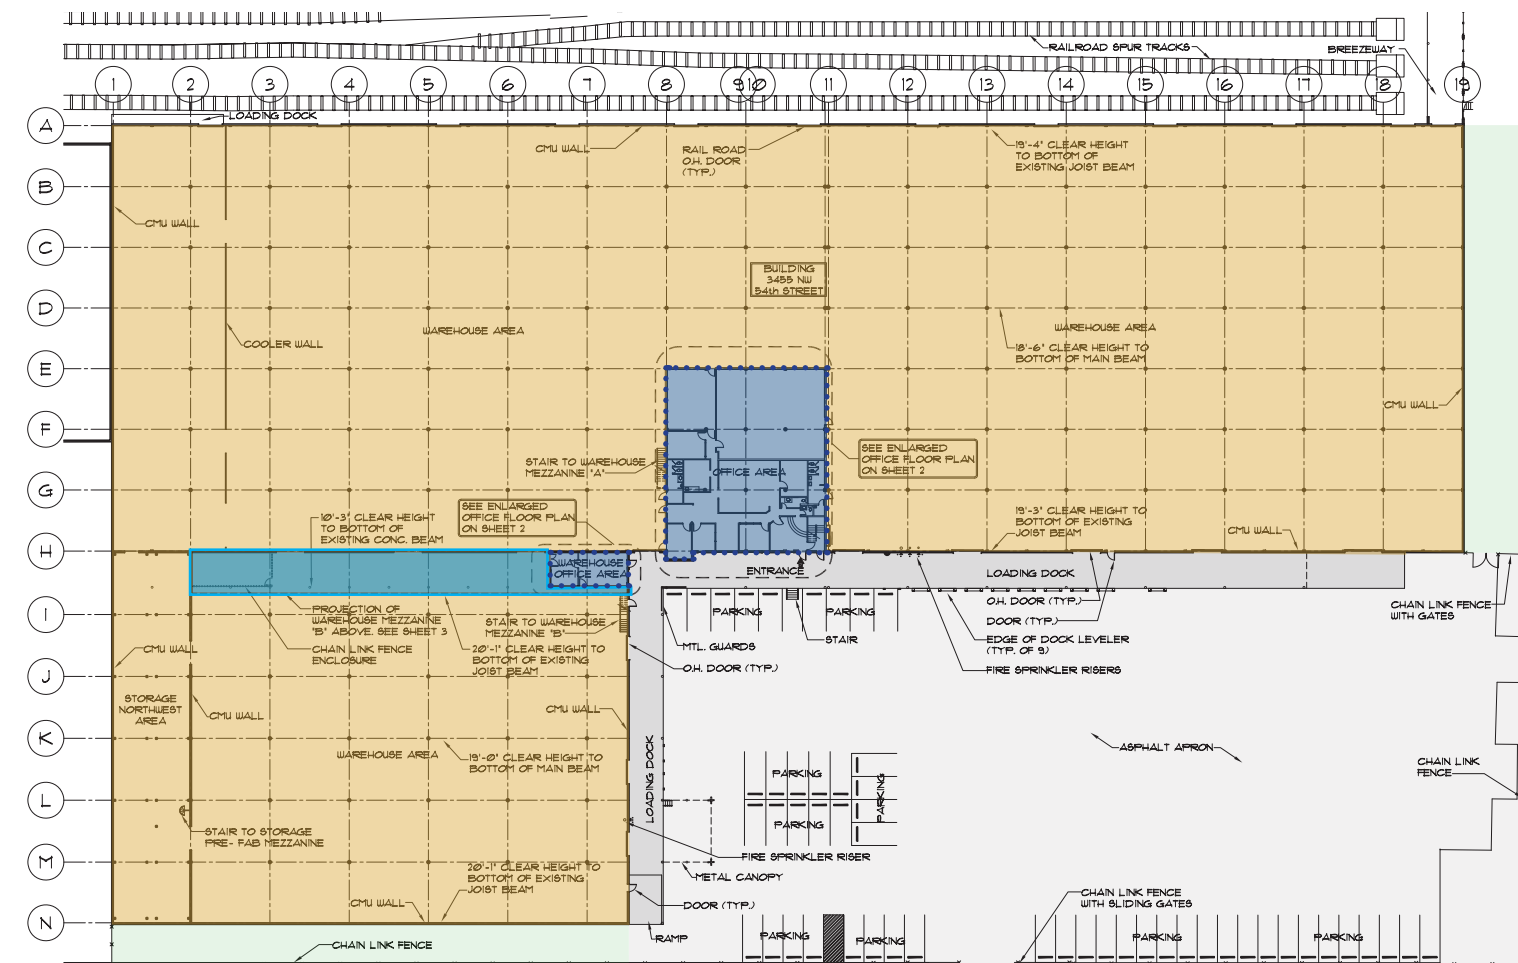 RAILROAD SPUR TRACKS
BREEZEWAY
1 2 3 4 5 6 7 8 9 10 11 12 13 14 15 16 17 18 19
LOADING DOCK
A
CMU WALL
RAIL ROAD
O.H. DOOR
(TYP.)
19'-4" CLEAR HEIGHT
TO BOTTOM OF
EXISTING JOIST BEAM
B
CMU WALL
C
BUILDING
3455 NW
54th STREET
D
WAREHOUSE AREA
COOLER WALL
WAREHOUSE AREA
18'-6" CLEAR HEIGHT TO
BOTTOM OF MAIN BEAM
E
CMU WALL
F
STAIR TO WAREHOUSE
MEZZANINE "A"
OFFICE AREA
SEE ENLARGED
OFFICE FLOOR PLAN
ON SHEET 2
G
10'-3" CLEAR HEIGHT
TO BOTTOM OF
EXISTING CONC. BEAM
SEE ENLARGED
OFFICE FLOOR PLAN
ON SHEET 2
19'-3" CLEAR HEIGHT TO
BOTTOM OF EXISTING
JOIST BEAM
CMU WALL
H
WAREHOUSE
OFFICE AREA
ENTRANCE
LOADING DOCK
I
PROJECTION OF
WAREHOUSE MEZZANINE
"B" ABOVE. SEE SHEET 3
CHAIN LINK FENCE
ENCLOSURE
STAIR TO WAREHOUSE
MEZZANINE "B"
20'-1" CLEAR HEIGHT TO
BOTTOM OF EXISTING
JOIST BEAM
PARKING
PARKING
STAIR
MTL. GUARDS
O.H. DOOR (TYP.)
O.H. DOOR (TYP.)
DOOR (TYP.)
EDGE OF DOCK LEVELER
(TYP. OF 9)
FIRE SPRINKLER RISERS
CHAIN LINK FENCE
WITH GATES
CMU WALL
J
STORAGE
NORTHWEST
AREA
CMU WALL
CMU WALL
K
WAREHOUSE AREA
19'-0" CLEAR HEIGHT TO
BOTTOM OF MAIN BEAM
LOADING DOCK
PARKING
PARKING
PARKING
ASPHALT APRON
CHAIN LINK
FENCE
L
STAIR TO STORAGE
PRE- FAB MEZZANINE
M
FIRE SPRINKLER RISER
METAL CANOPY
20'-1" CLEAR HEIGHT TO
BOTTOM OF EXISTING
JOIST BEAM
CMU WALL
DOOR (TYP.)
CHAIN LINK FENCE
WITH SLIDING GATES
N
CHAIN LINK FENCE
RAMP
PARKING
PARKING
PARKING
PARKING